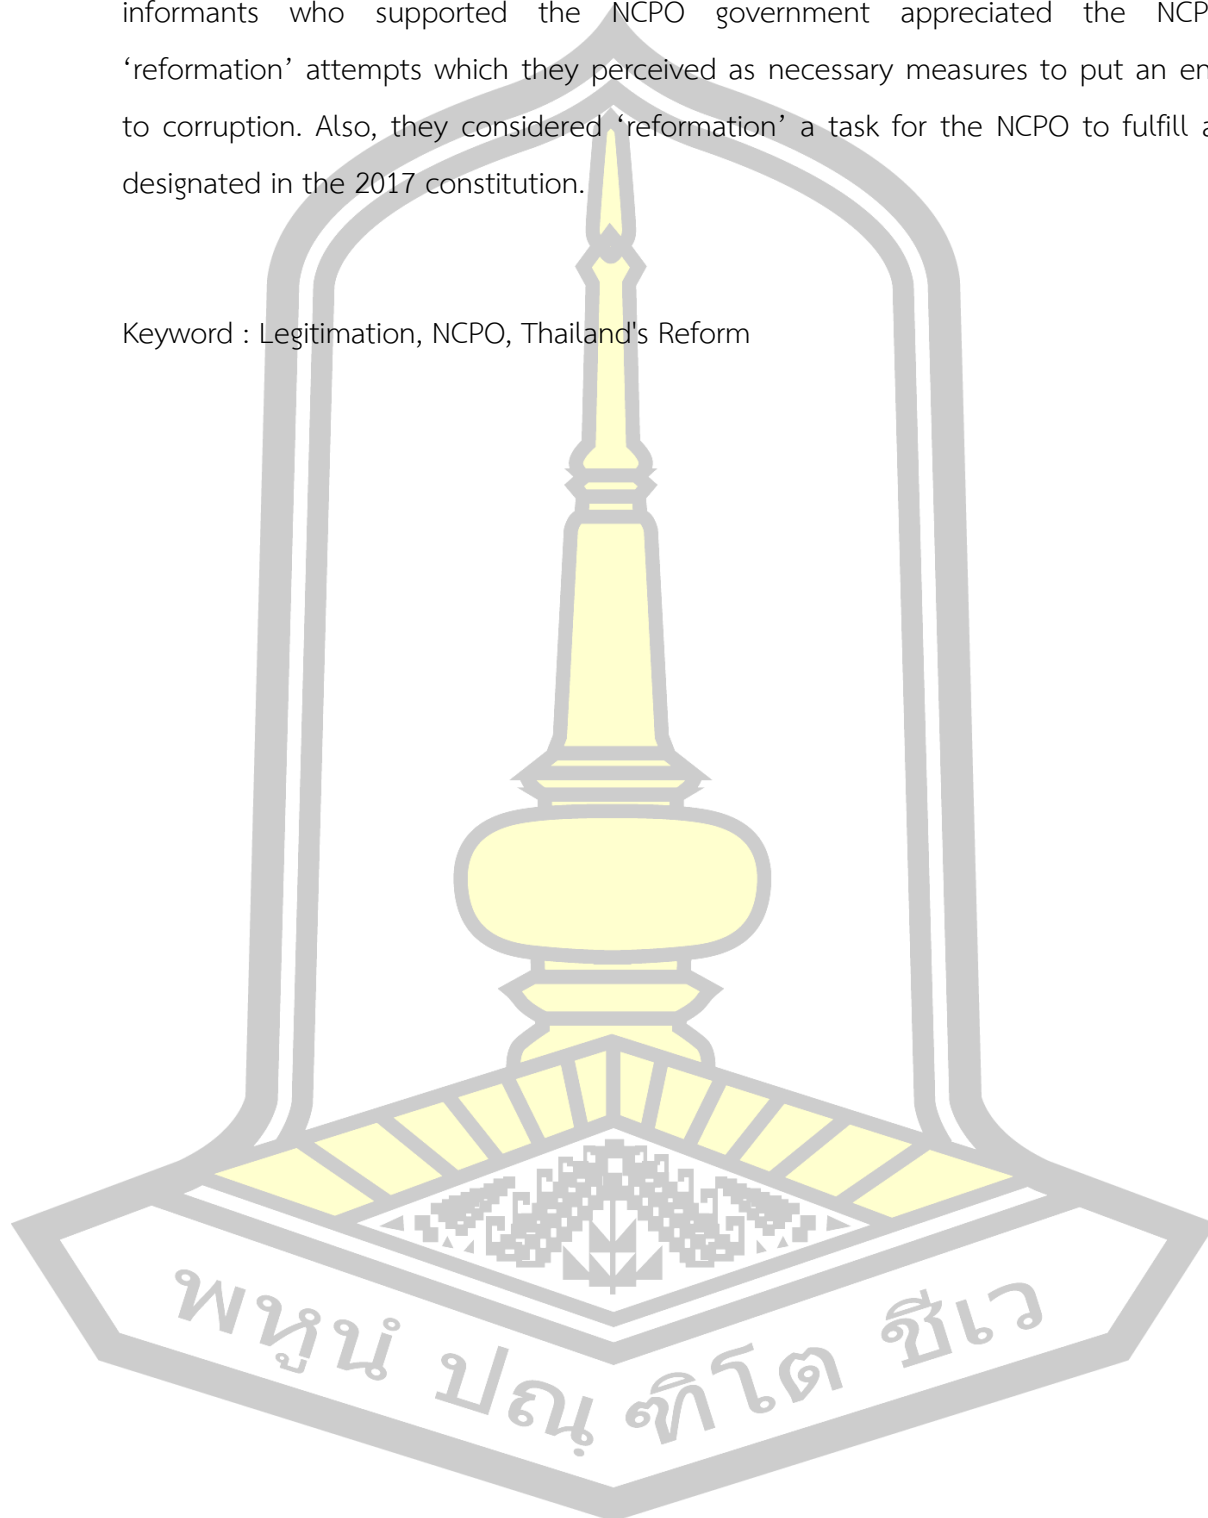 informants who supported the NCPO government appreciated the NCP
‘reformation’ attempts which they perceived as necessary measures to put an en
to corruption. Also, they considered ‘reformation’ a task for the NCPO to fulfill a
designated in the 2017 constitution.
Keyword : Legitimation, NCPO, Thailand's Reform
พหูนํ ปณฺฑิโต ชีเว